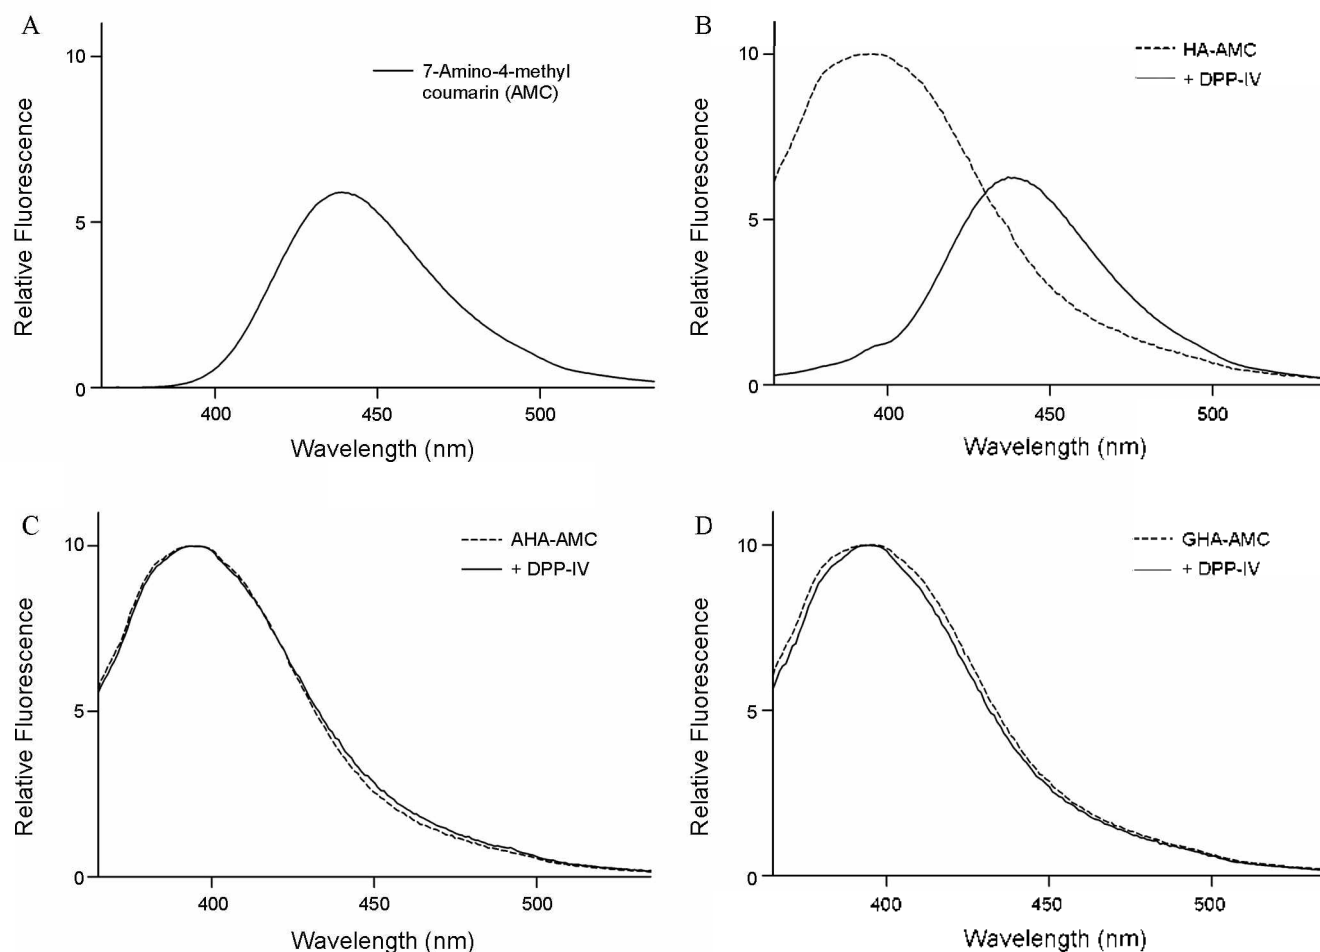 A
10
5
0
Relative Fluorescence
7-Amino-4-methyl
coumarin (AMC)
400
450
500
Wavelength (nm)
B
10
5
0
Relative Fluorescence
HA-AMC
+ DPP-IV
400
450
500
Wavelength (nm)
C
10
5
0
Relative Fluorescence
AHA-AMC
+ DPP-IV
400
450
500
Wavelength (nm)
D
10
5
0
Relative Fluorescence
GHA-AMC
+ DPP-IV
400
450
500
Wavelength (nm)